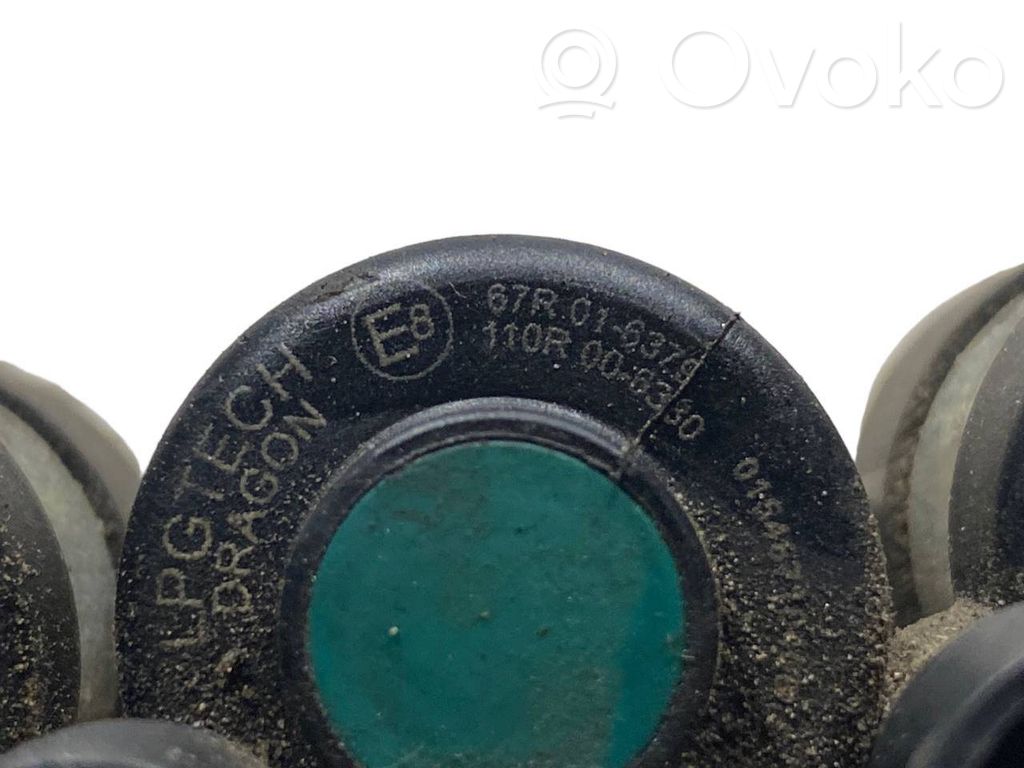 Ovoko
LPGTECH
DRAGON
E8
67R 01-6379
110R 00-6380